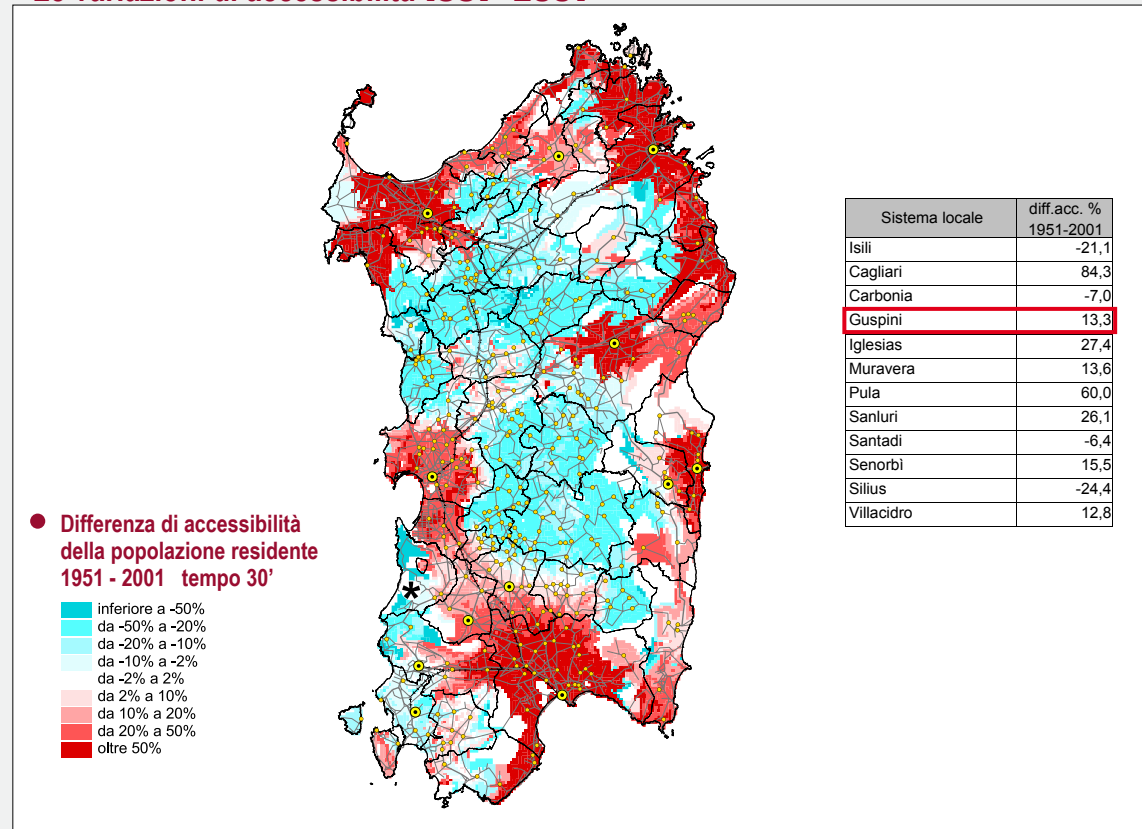 Sistema locale diff.acc. % 1951-2001
Isili -21,1
Cagliari 84,3
Carbonia -7,0
Guspini 13,3
Iglesias 27,4
Muravera 13,6
Pula 60,0
Sanluri 26,1
Santadi -6,4
Senorbì 15,5
Silius -24,4
Villacidro 12,8
Differenza di accessibilità
della popolazione residente
1951 - 2001 tempo 30’
inferiore a -50%
da -50% a -20%
da -20% a -10%
da -10% a -2%
da -2% a 2%
da 2% a 10%
da 10% a 20%
da 20% a 50%
oltre 50%
*